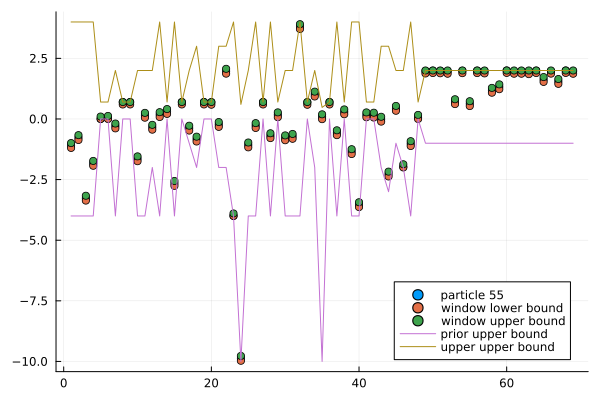 2.5
0.0
−2.5
−5.0
−7.5
−10.0
0
20
40
60
particle 55
window lower bound
window upper bound
prior upper bound
upper upper bound